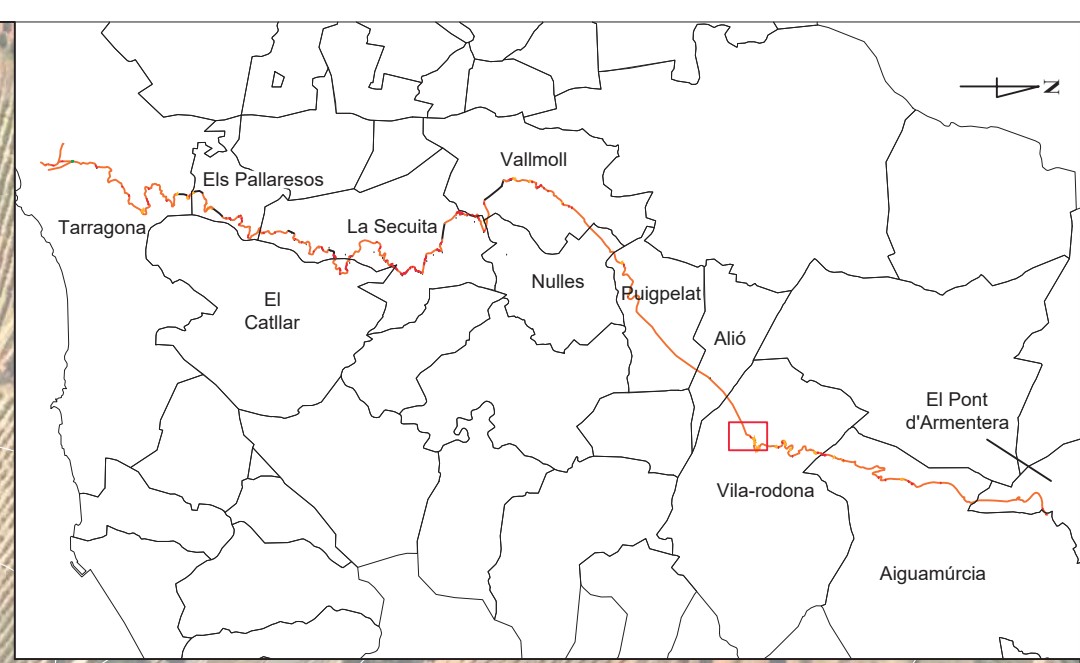 N
Vallmoll
Els Pallaresos
Tarragona
La Secuita
Nulles
Puigpelat
El
Catllar
Alió
El Pont
d'Armentera
Vila-rodona
Aiguamúrcia